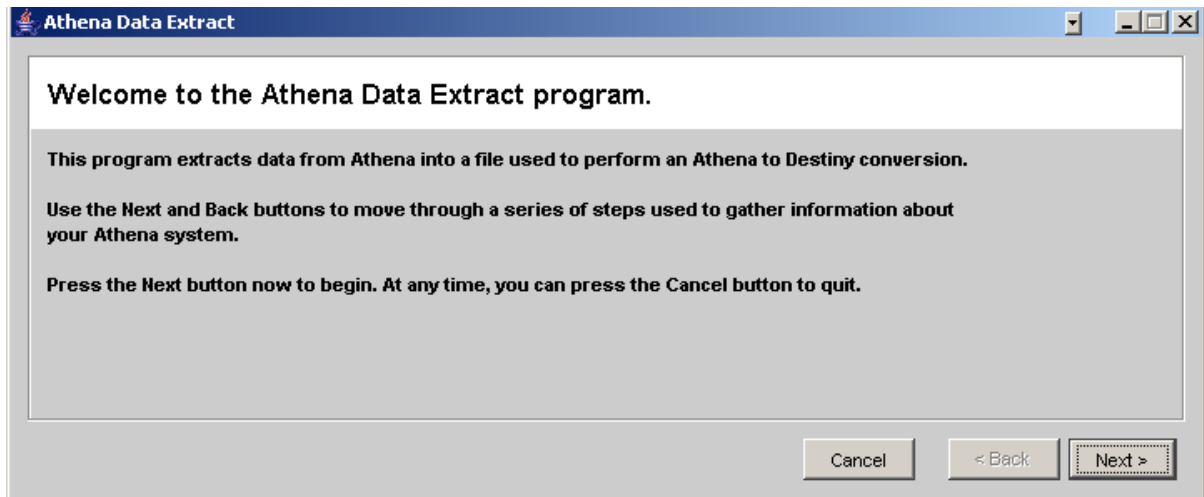 Athena Data Extract
Welcome to the Athena Data Extract program.
This program extracts data from Athena into a file used to perform an Athena to Destiny conversion.
Use the Next and Back buttons to move through a series of steps used to gather information about
your Athena system.
Press the Next button now to begin. At any time, you can press the Cancel button to quit.
Cancel < Back Next >